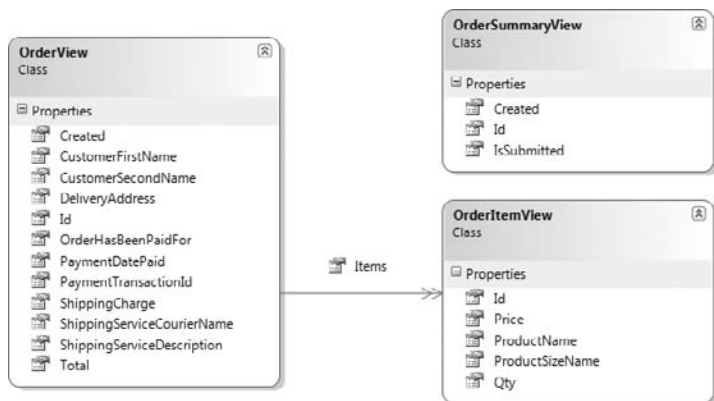 OrderView
Class
Properties
Created
CustomerFirstName
CustomerSecondName
DeliveryAddress
Id
OrderHasBeenPaidFor
PaymentDatePaid
PaymentTransactionId
ShippingCharge
ShippingServiceCourierName
ShippingServiceDescription
Total
Items
OrderSummaryView
Class
Properties
Created
Id
IsSubmitted
OrderItemView
Class
Properties
Id
Price
ProductName
ProductSizeName
Qty